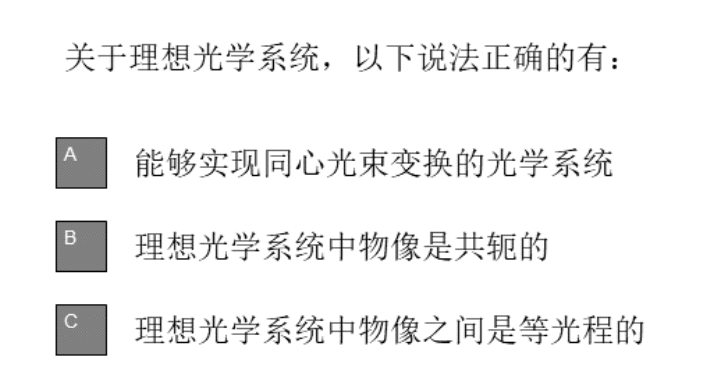 关于理想光学系统，以下说法正确的有：
A 能够实现同心光束变换的光学系统
B 理想光学系统中物像是共轭的
C 理想光学系统中物像之间是等光程的